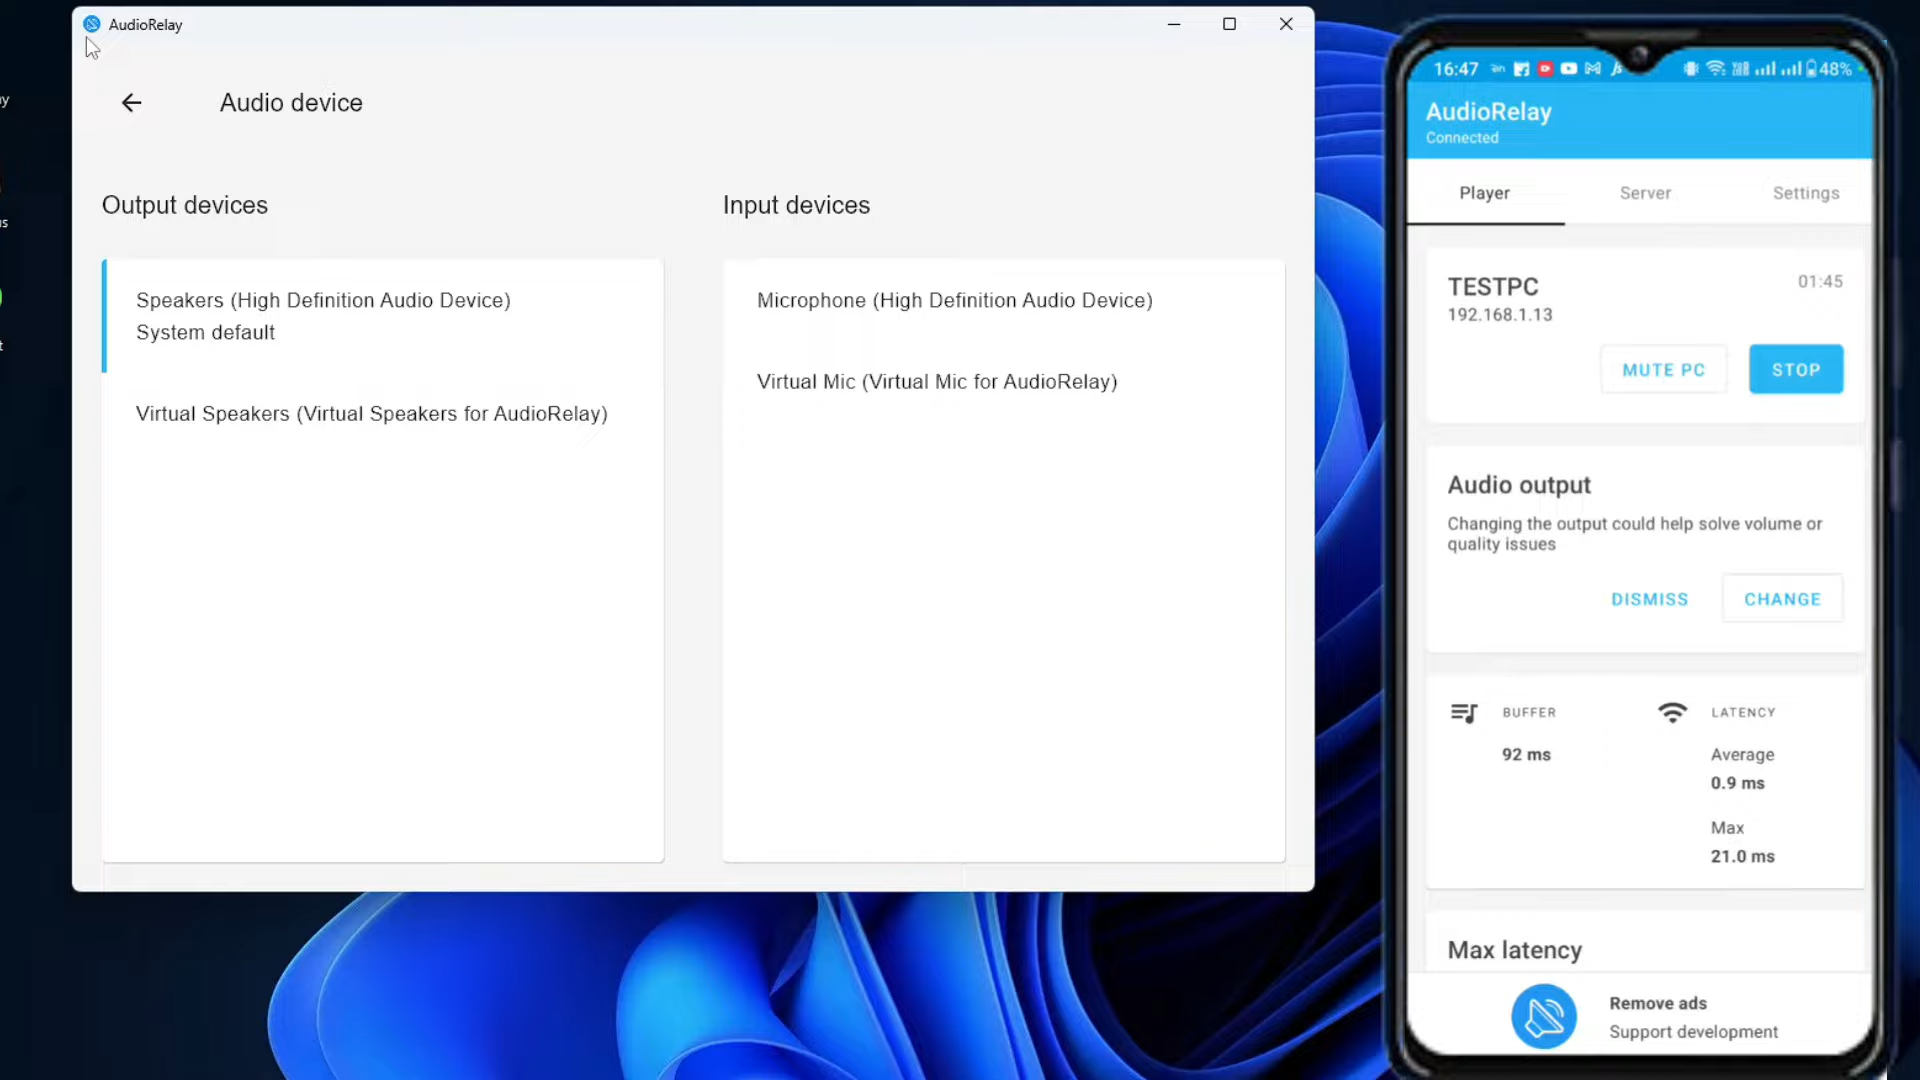 AudioRelay
Audio device
Output devices
Speakers (High Definition Audio Device)
System default
Virtual Speakers (Virtual Speakers for AudioRelay)
Input devices
Microphone (High Definition Audio Device)
Virtual Mic (Virtual Mic for AudioRelay)
16:47
48%
AudioRelay
Connected
Player
Server
Settings
TESTPC
01:45
192.168.1.13
MUTE PC
STOP
Audio output
Changing the output could help solve volume or
quality issues
DISMISS
CHANGE
BUFFER
92 ms
LATENCY
Average
0.9 ms
Max
21.0 ms
Max latency
Remove ads
Support development